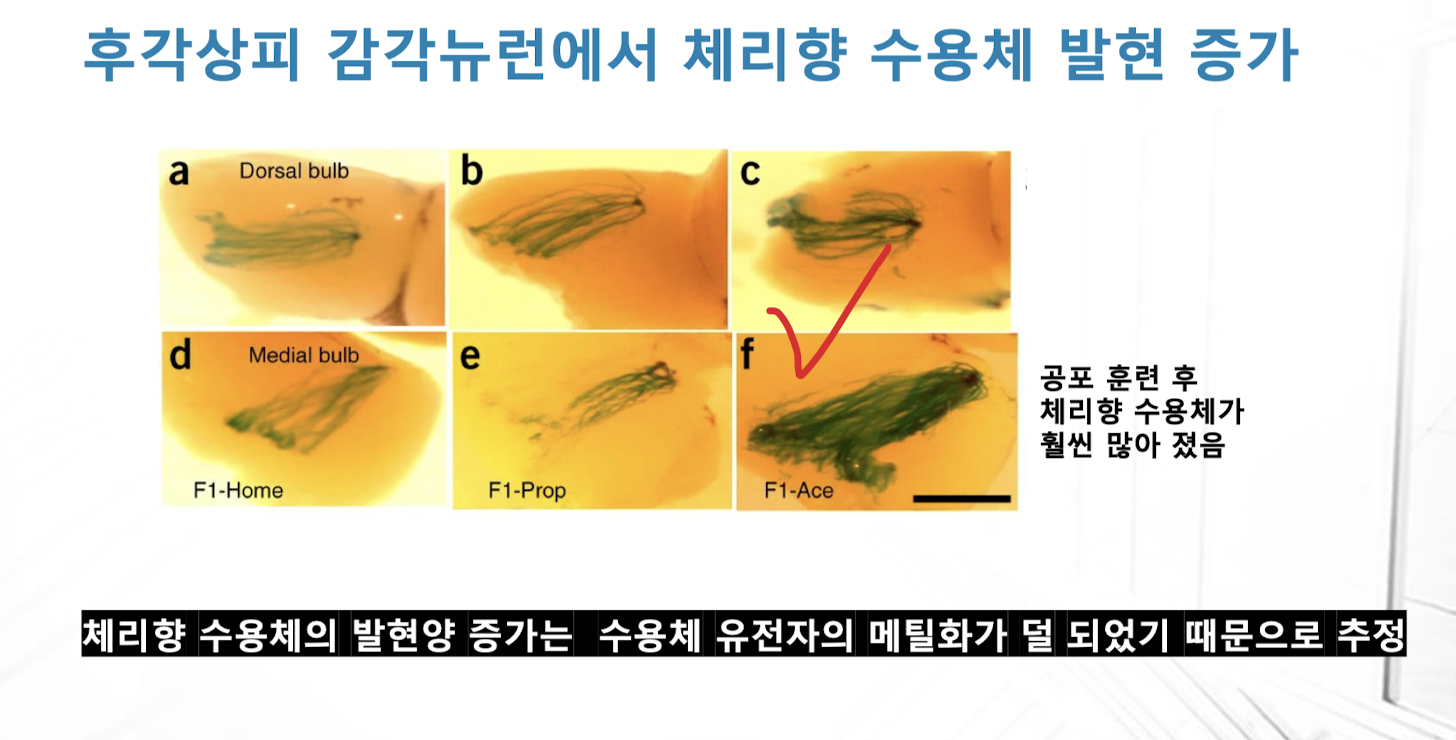 후각상피 감각뉴런에서 체리향 수용체 발현 증가
a Dorsal bulb
b
c
d Medial bulb
e
f
F1-Home
F1-Prop
F1-Ace
공포 훈련 후
체리향 수용체가
훨씬 많아 졌음
체리향 수용체의 발현양 증가는 수용체 유전자의 메틸화가 덜 되었기 때문으로 추정